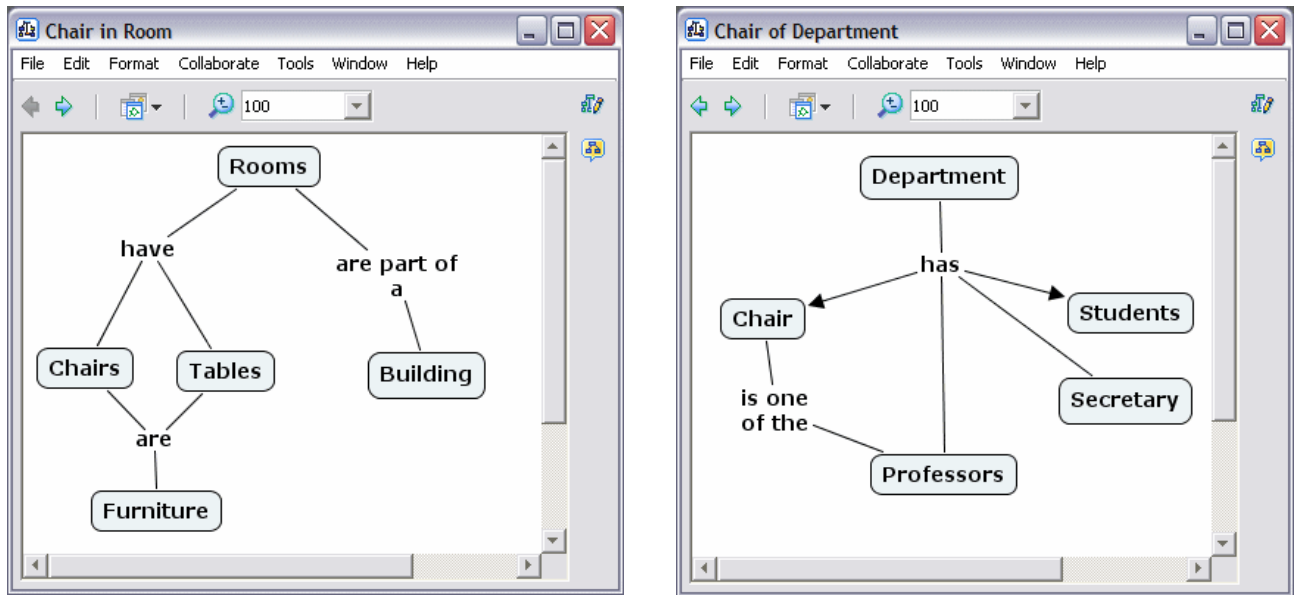 Chair in Room
File Edit Format Collaborate Tools Window Help
100
Rooms
have
are part of
a
Chairs
Tables
Building
are
Furniture
Chair of Department
File Edit Format Collaborate Tools Window Help
100
Department
has
Chair
Students
is one
of the
Secretary
Professors